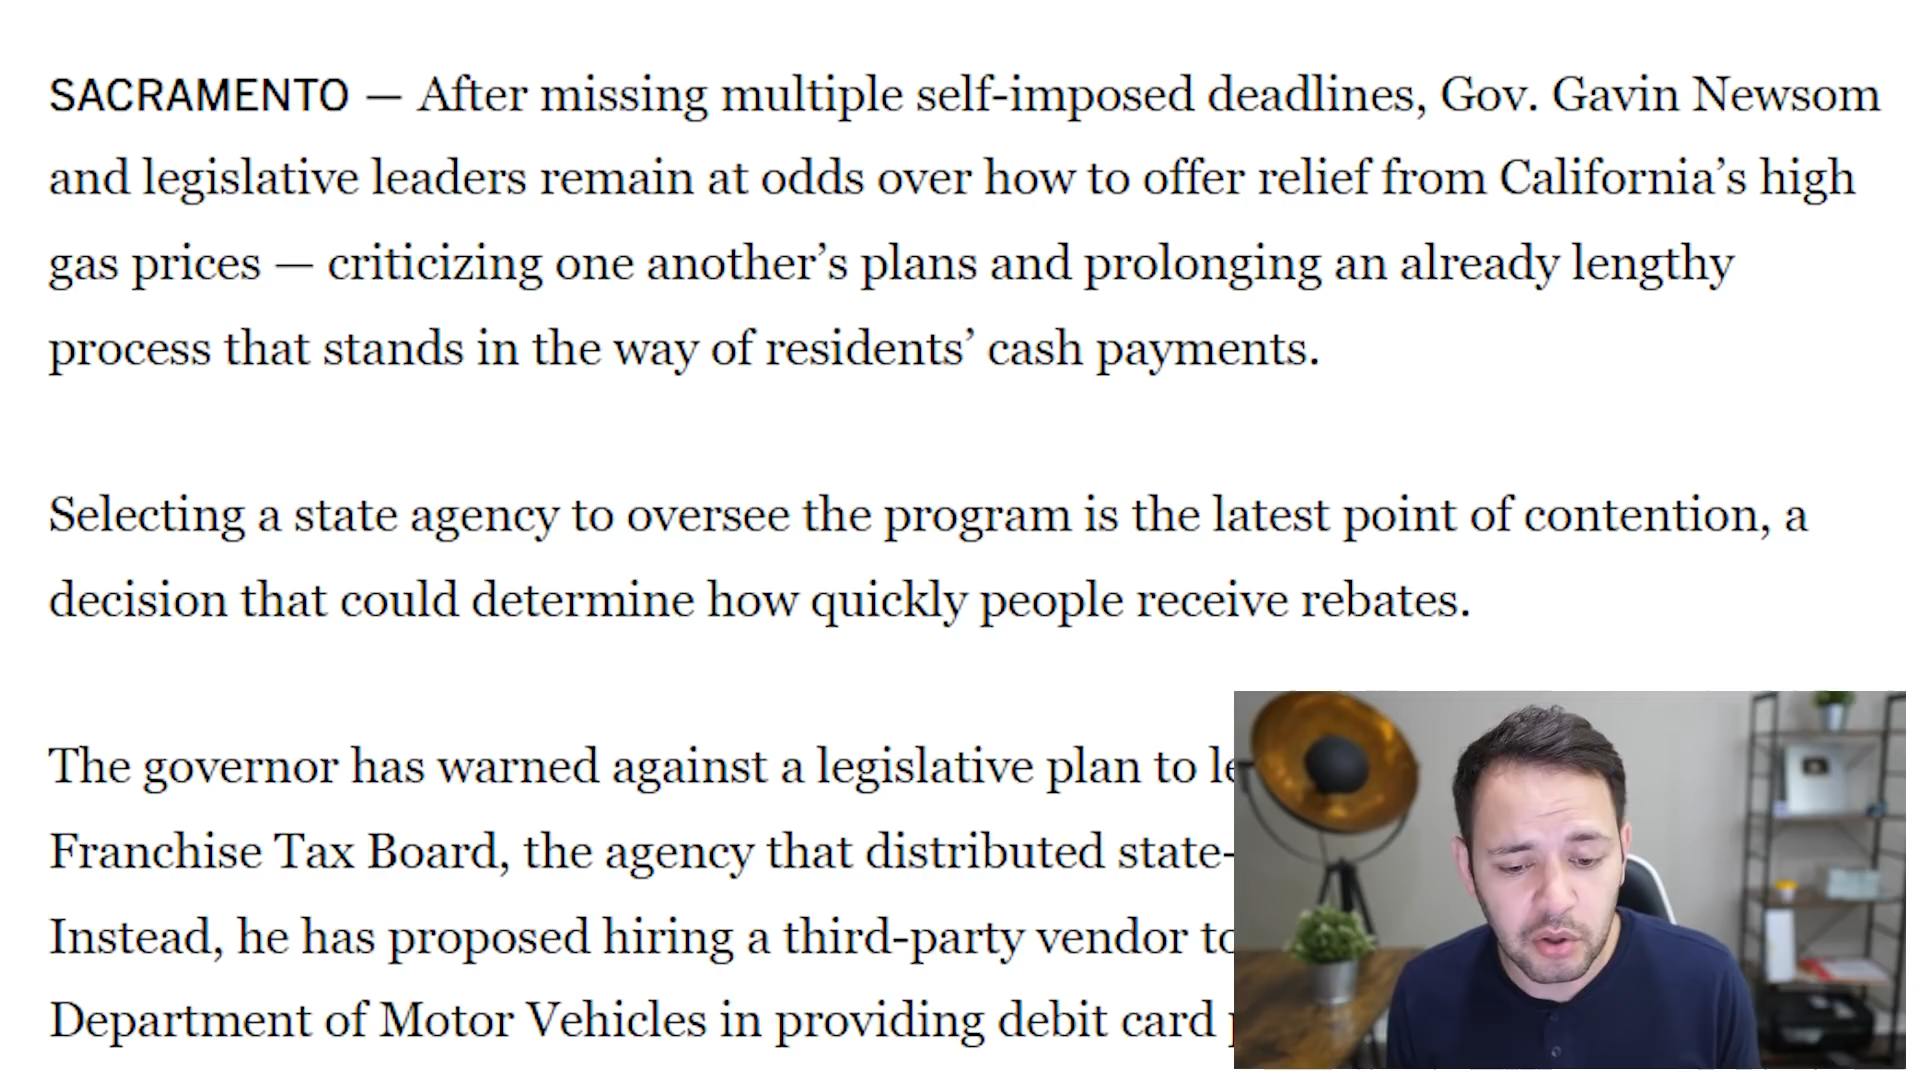 SACRAMENTO — After missing multiple self-imposed deadlines, Gov. Gavin Newsom
and legislative leaders remain at odds over how to offer relief from California’s high
gas prices — criticizing one another’s plans and prolonging an already lengthy
process that stands in the way of residents’ cash payments.
Selecting a state agency to oversee the program is the latest point of contention, a
decision that could determine how quickly people receive rebates.
The governor has warned against a legislative plan to
Franchise Tax Board, the agency that distributed state-
Instead, he has proposed hiring a third-party vendor to
Department of Motor Vehicles in providing debit card